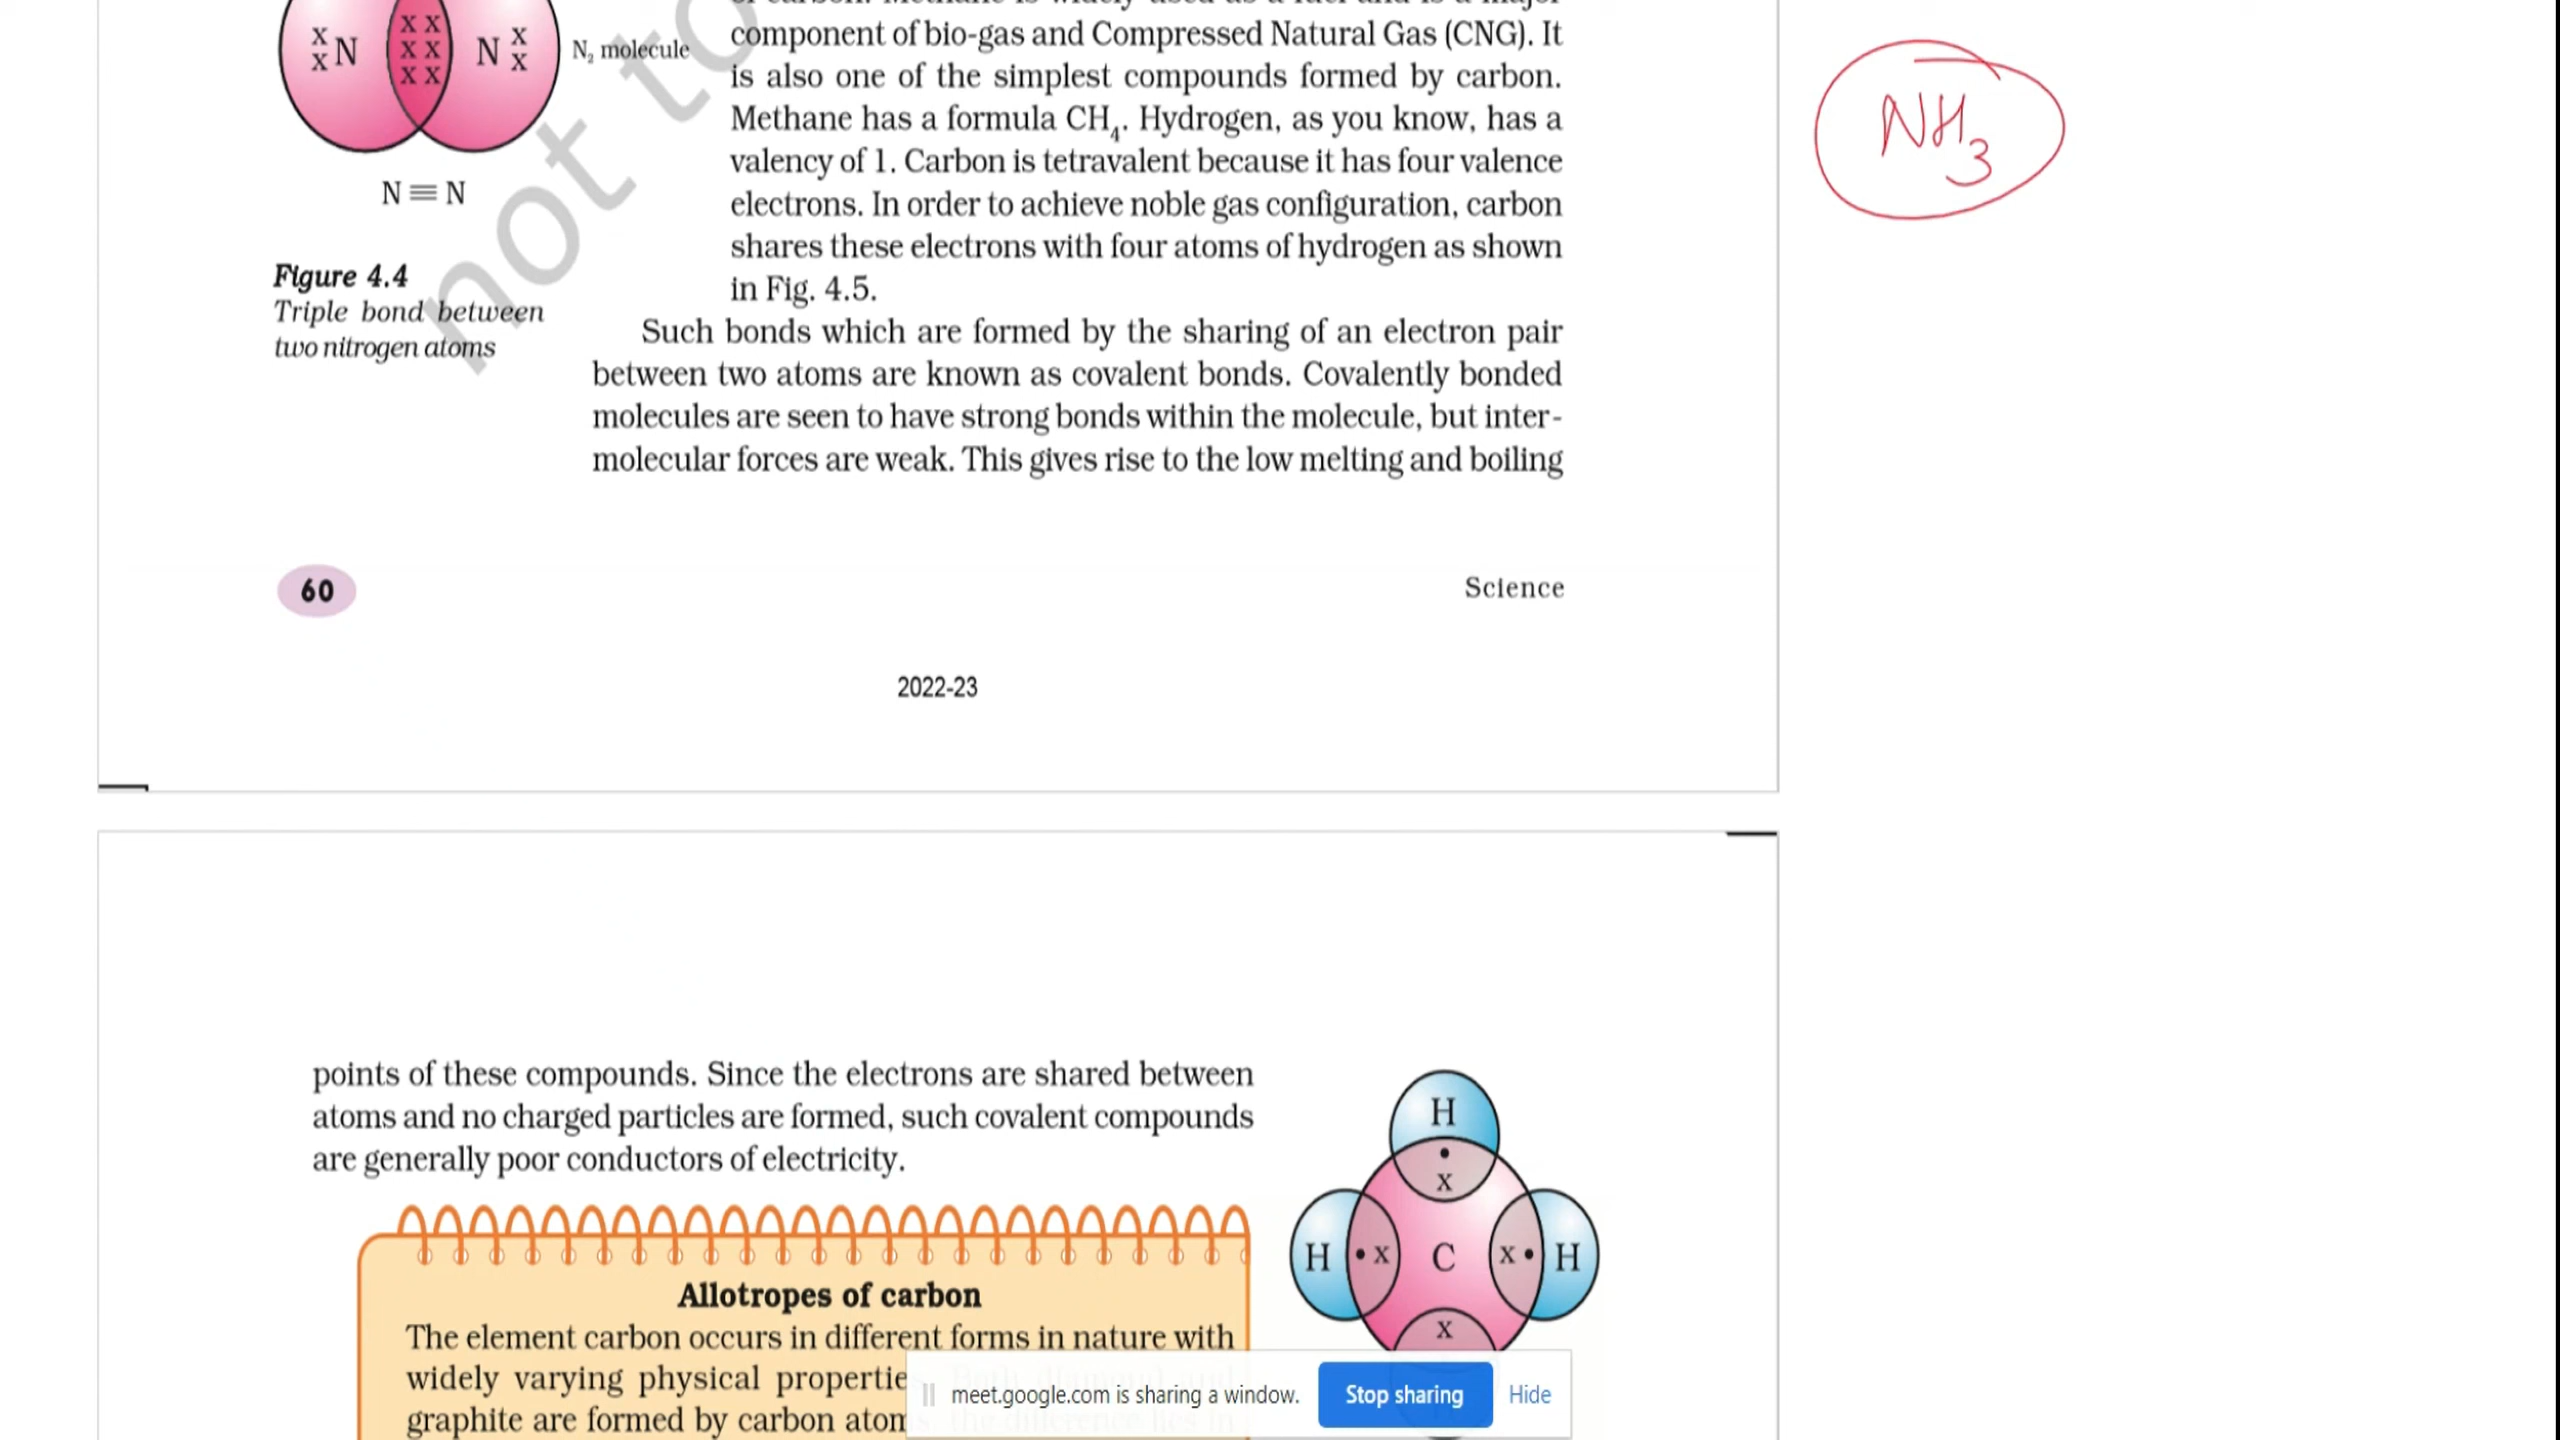 x x
x N x x N x N₂ molecule
x x x x
x x
N ≡ N
Figure 4.4
Triple bond between
two nitrogen atoms
not to
component of bio-gas and Compressed Natural Gas (CNG). It
is also one of the simplest compounds formed by carbon.
Methane has a formula CH₄. Hydrogen, as you know, has a
valency of 1. Carbon is tetravalent because it has four valence
electrons. In order to achieve noble gas configuration, carbon
shares these electrons with four atoms of hydrogen as shown
in Fig. 4.5.
Such bonds which are formed by the sharing of an electron pair
between two atoms are known as covalent bonds. Covalently bonded
molecules are seen to have strong bonds within the molecule, but inter-
molecular forces are weak. This gives rise to the low melting and boiling
NH₃
60
Science
2022-23
points of these compounds. Since the electrons are shared between
atoms and no charged particles are formed, such covalent compounds
are generally poor conductors of electricity.
Allotropes of carbon
The element carbon occurs in different forms in nature with
widely varying physical propertie
graphite are formed by carbon atom
H
• x
H • x C x • H
x
meet.google.com is sharing a window.
Stop sharing
Hide